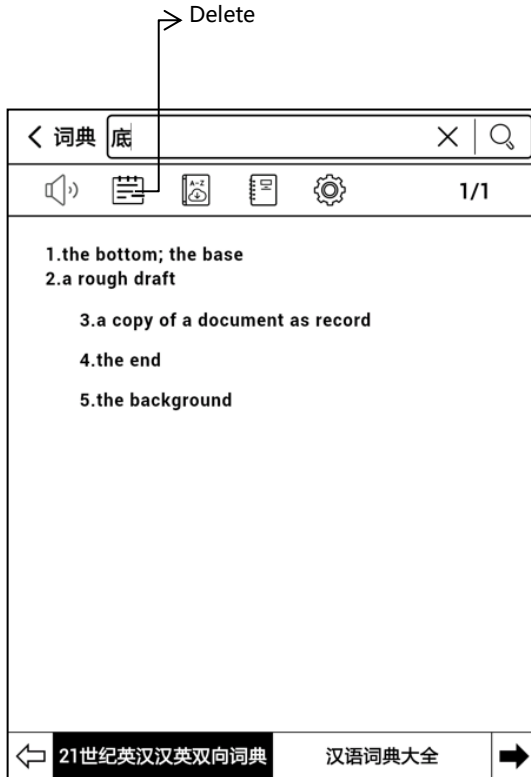 Delete
词典 底
A-Z
1/1
1.the bottom; the base
2.a rough draft
3.a copy of a document as record
4.the end
5.the background
21世纪英汉汉英双向词典 汉语词典大全